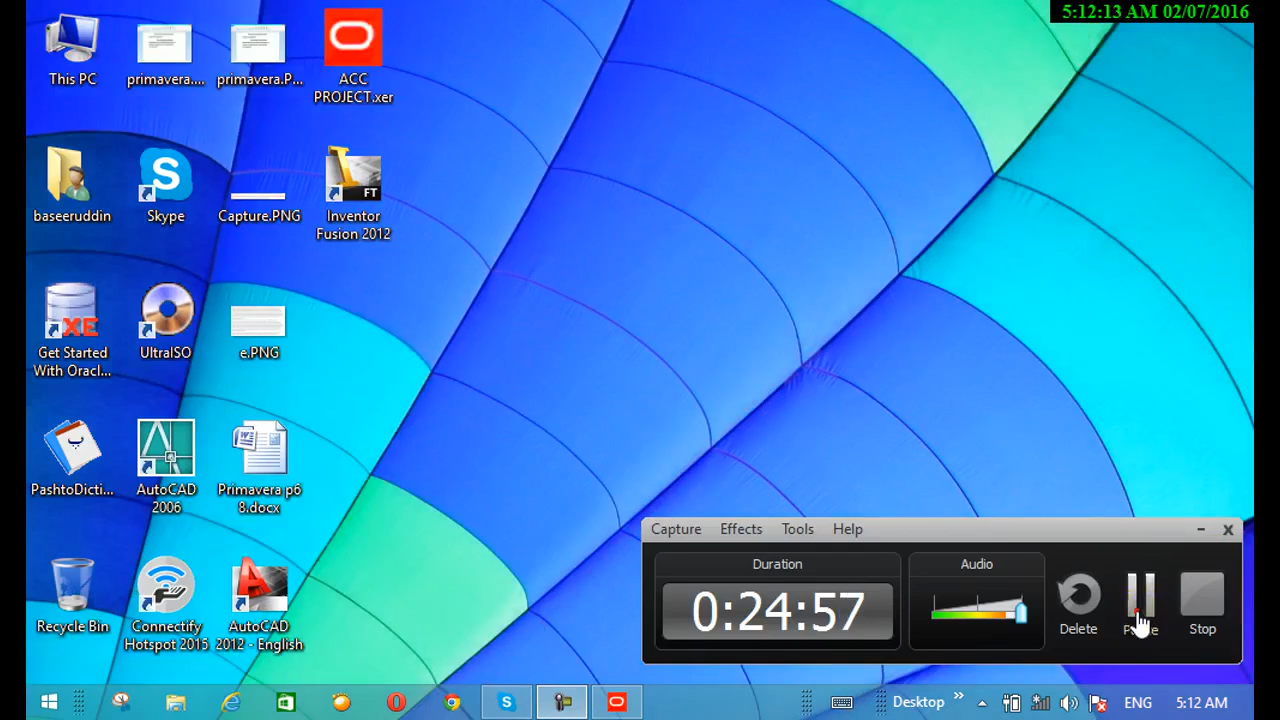 5:12:13 AM 02/07/2016
This PC
primavera....
primavera.P...
ACC
PROJECT.xer
baseeruddin
Skype
Capture.PNG
FT
Inventor
Fusion 2012
XE
Get Started
With Oracl...
UltraISO
e.PNG
PashtoDicti...
AutoCAD
2006
Primavera p6
8.docx
Recycle Bin
Connectify
Hotspot 2015
AutoCAD
2012 - English
Capture
Effects
Tools
Help
Duration
0:24:57
Audio
Delete
Stop
Desktop
ENG
5:12 AM